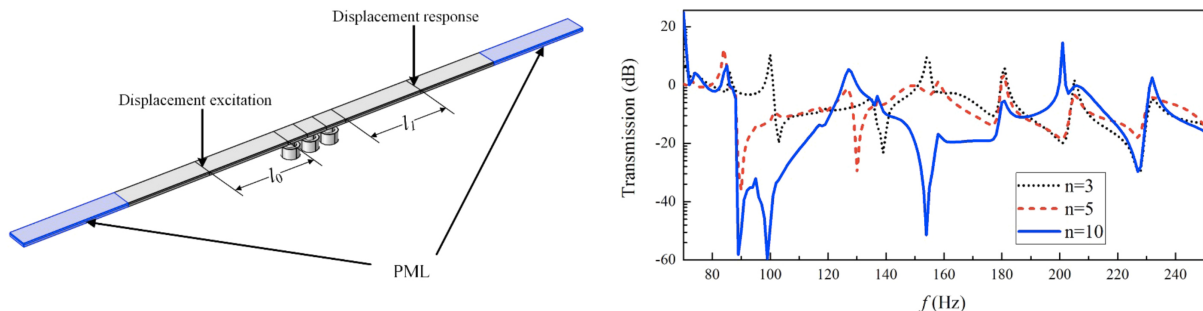 Displacement response
Displacement excitation
l₁
l₀
PML
Transmission (dB)
20
0
-20
-40
-60
n=3
n=5
n=10
80 100 120 140 160 180 200 220 240
f (Hz)